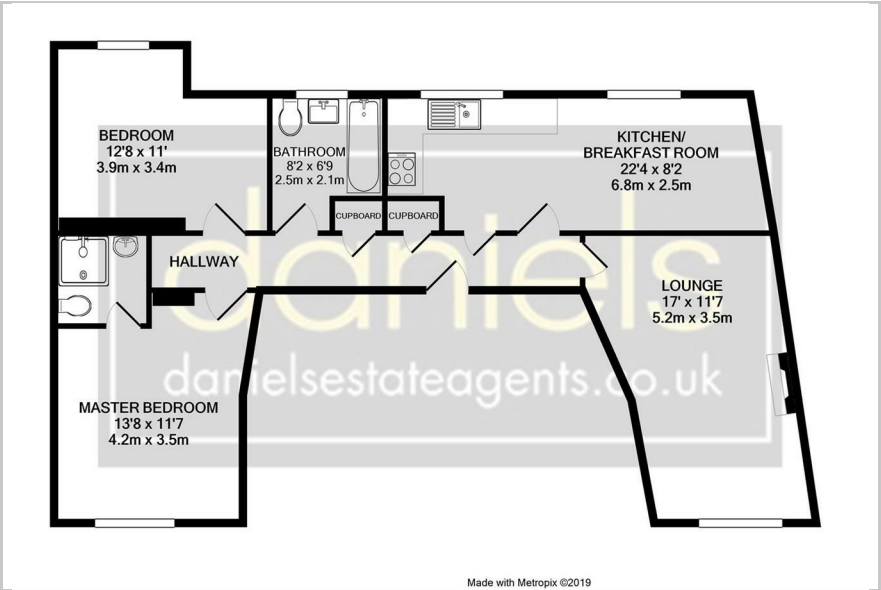 BEDROOM
12'8 x 11'
3.9m x 3.4m
BATHROOM
8'2 x 6'9
2.5m x 2.1m
KITCHEN/
BREAKFAST ROOM
22'4 x 8'2
6.8m x 2.5m
CUPBOARD
CUPBOARD
HALLWAY
LOUNGE
17' x 11'7
5.2m x 3.5m
MASTER BEDROOM
13'8 x 11'7
4.2m x 3.5m
daniels
danielsestateagents.co.uk
Made with Metropix ©2019